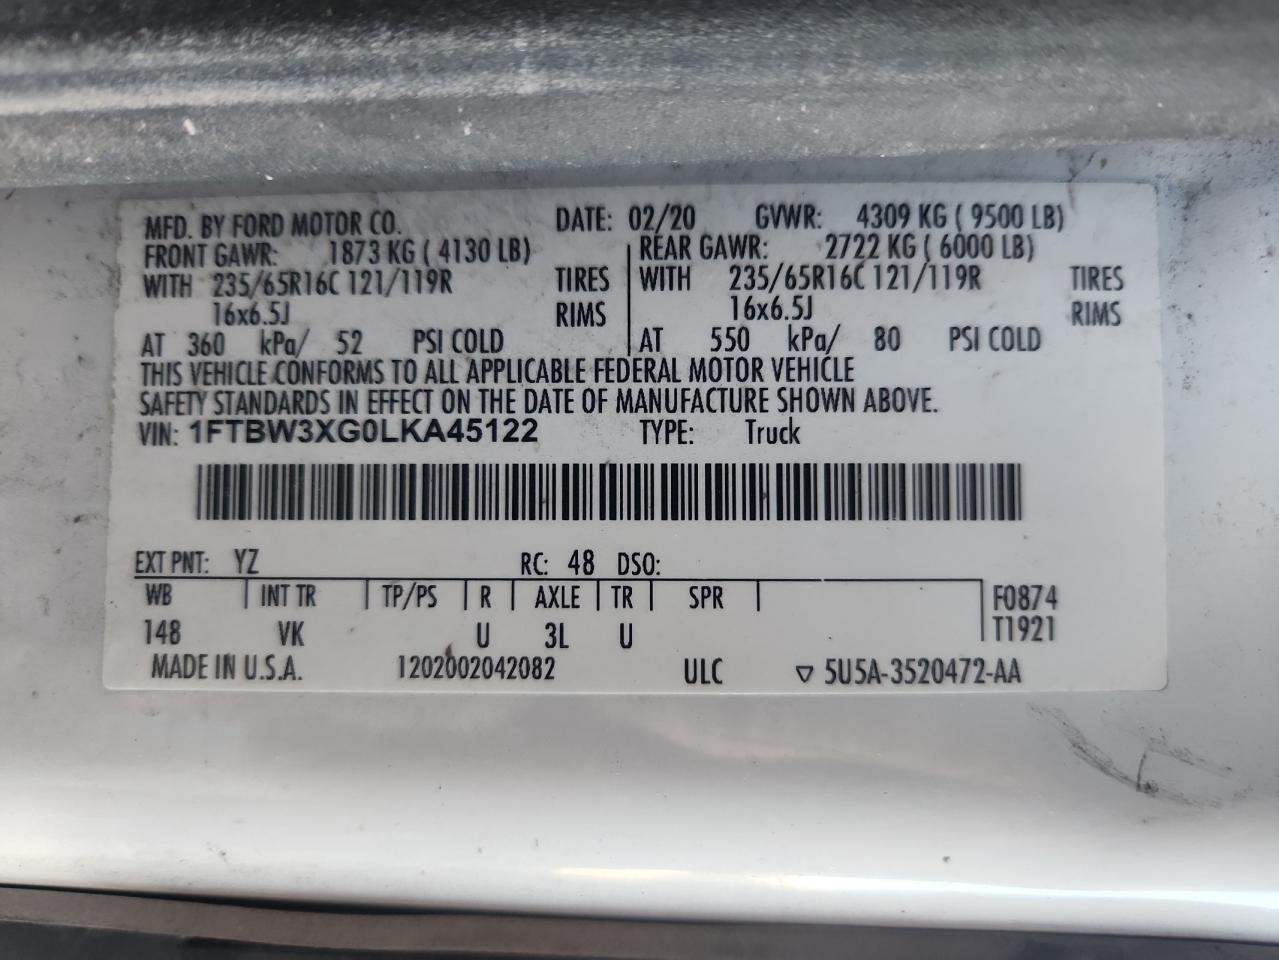 MFD. BY FORD MOTOR CO. DATE: 02/20 GVWR: 4309 KG ( 9500 LB)
FRONT GAWR: 1873 KG ( 4130 LB) REAR GAWR: 2722 KG ( 6000 LB)
WITH 235/65R16C 121/119R TIRES WITH 235/65R16C 121/119R TIRES
16x6.5J RIMS 16x6.5J RIMS
AT 360 kPa/ 52 PSI COLD AT 550 kPa/ 80 PSI COLD
THIS VEHICLE CONFORMS TO ALL APPLICABLE FEDERAL MOTOR VEHICLE
SAFETY STANDARDS IN EFFECT ON THE DATE OF MANUFACTURE SHOWN ABOVE.
VIN: 1FTBW3XG0LKA45122 TYPE: Truck
EXT PNT: YZ RC: 48 DSO:
WB INT TR TP/PS R AXLE TR SPR F0874
148 VK U 3L U T1921
MADE IN U.S.A. 1202002042082 ULC ▽ 5U5A-3520472-AA